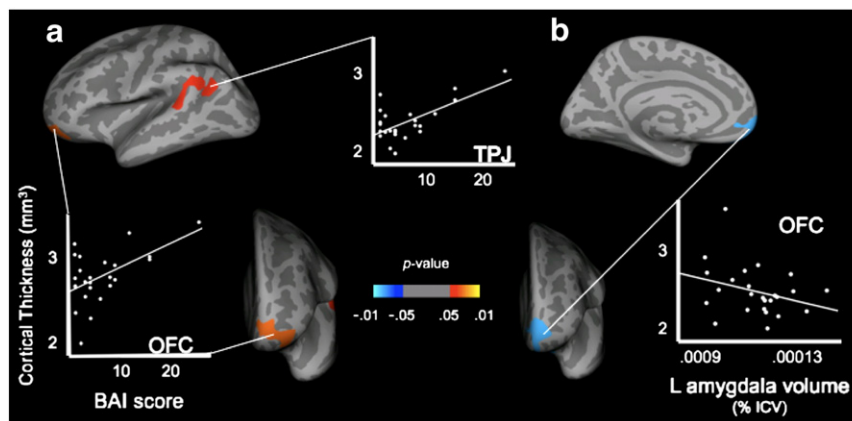 a
b
3
2
TPJ
10 20
Cortical Thickness (mm³)
3
2
OFC
10 20
BAI score
p-value
-.01 -.05 .05 .01
OFC
3
2
.0009 .00013
L amygdala volume
(% ICV)